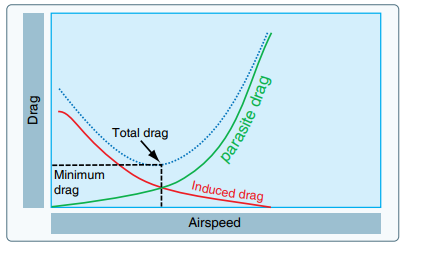 Drag
Total drag
Minimum
drag
parasite drag
Induced drag
Airspeed